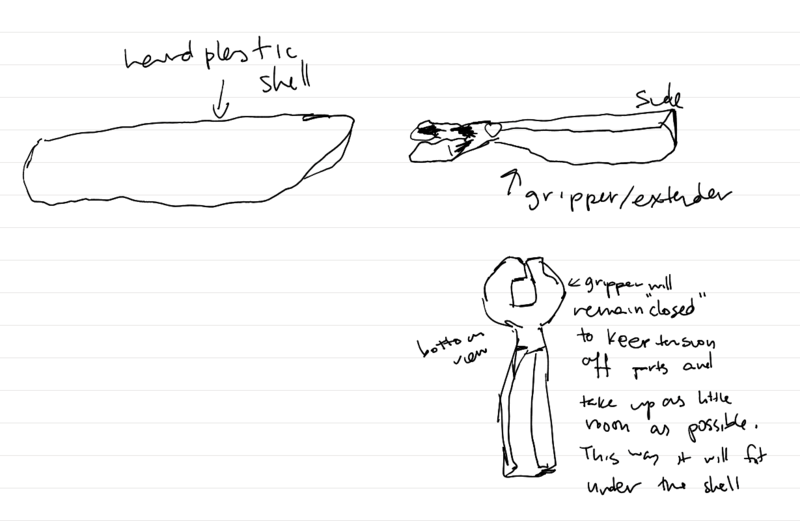 hard plastic
shell
side
gripper/extender
bottom
view
gripper will
remain "closed"
to keep tension
off parts and
take up as little
room as possible.
This way it will fit
under the shell